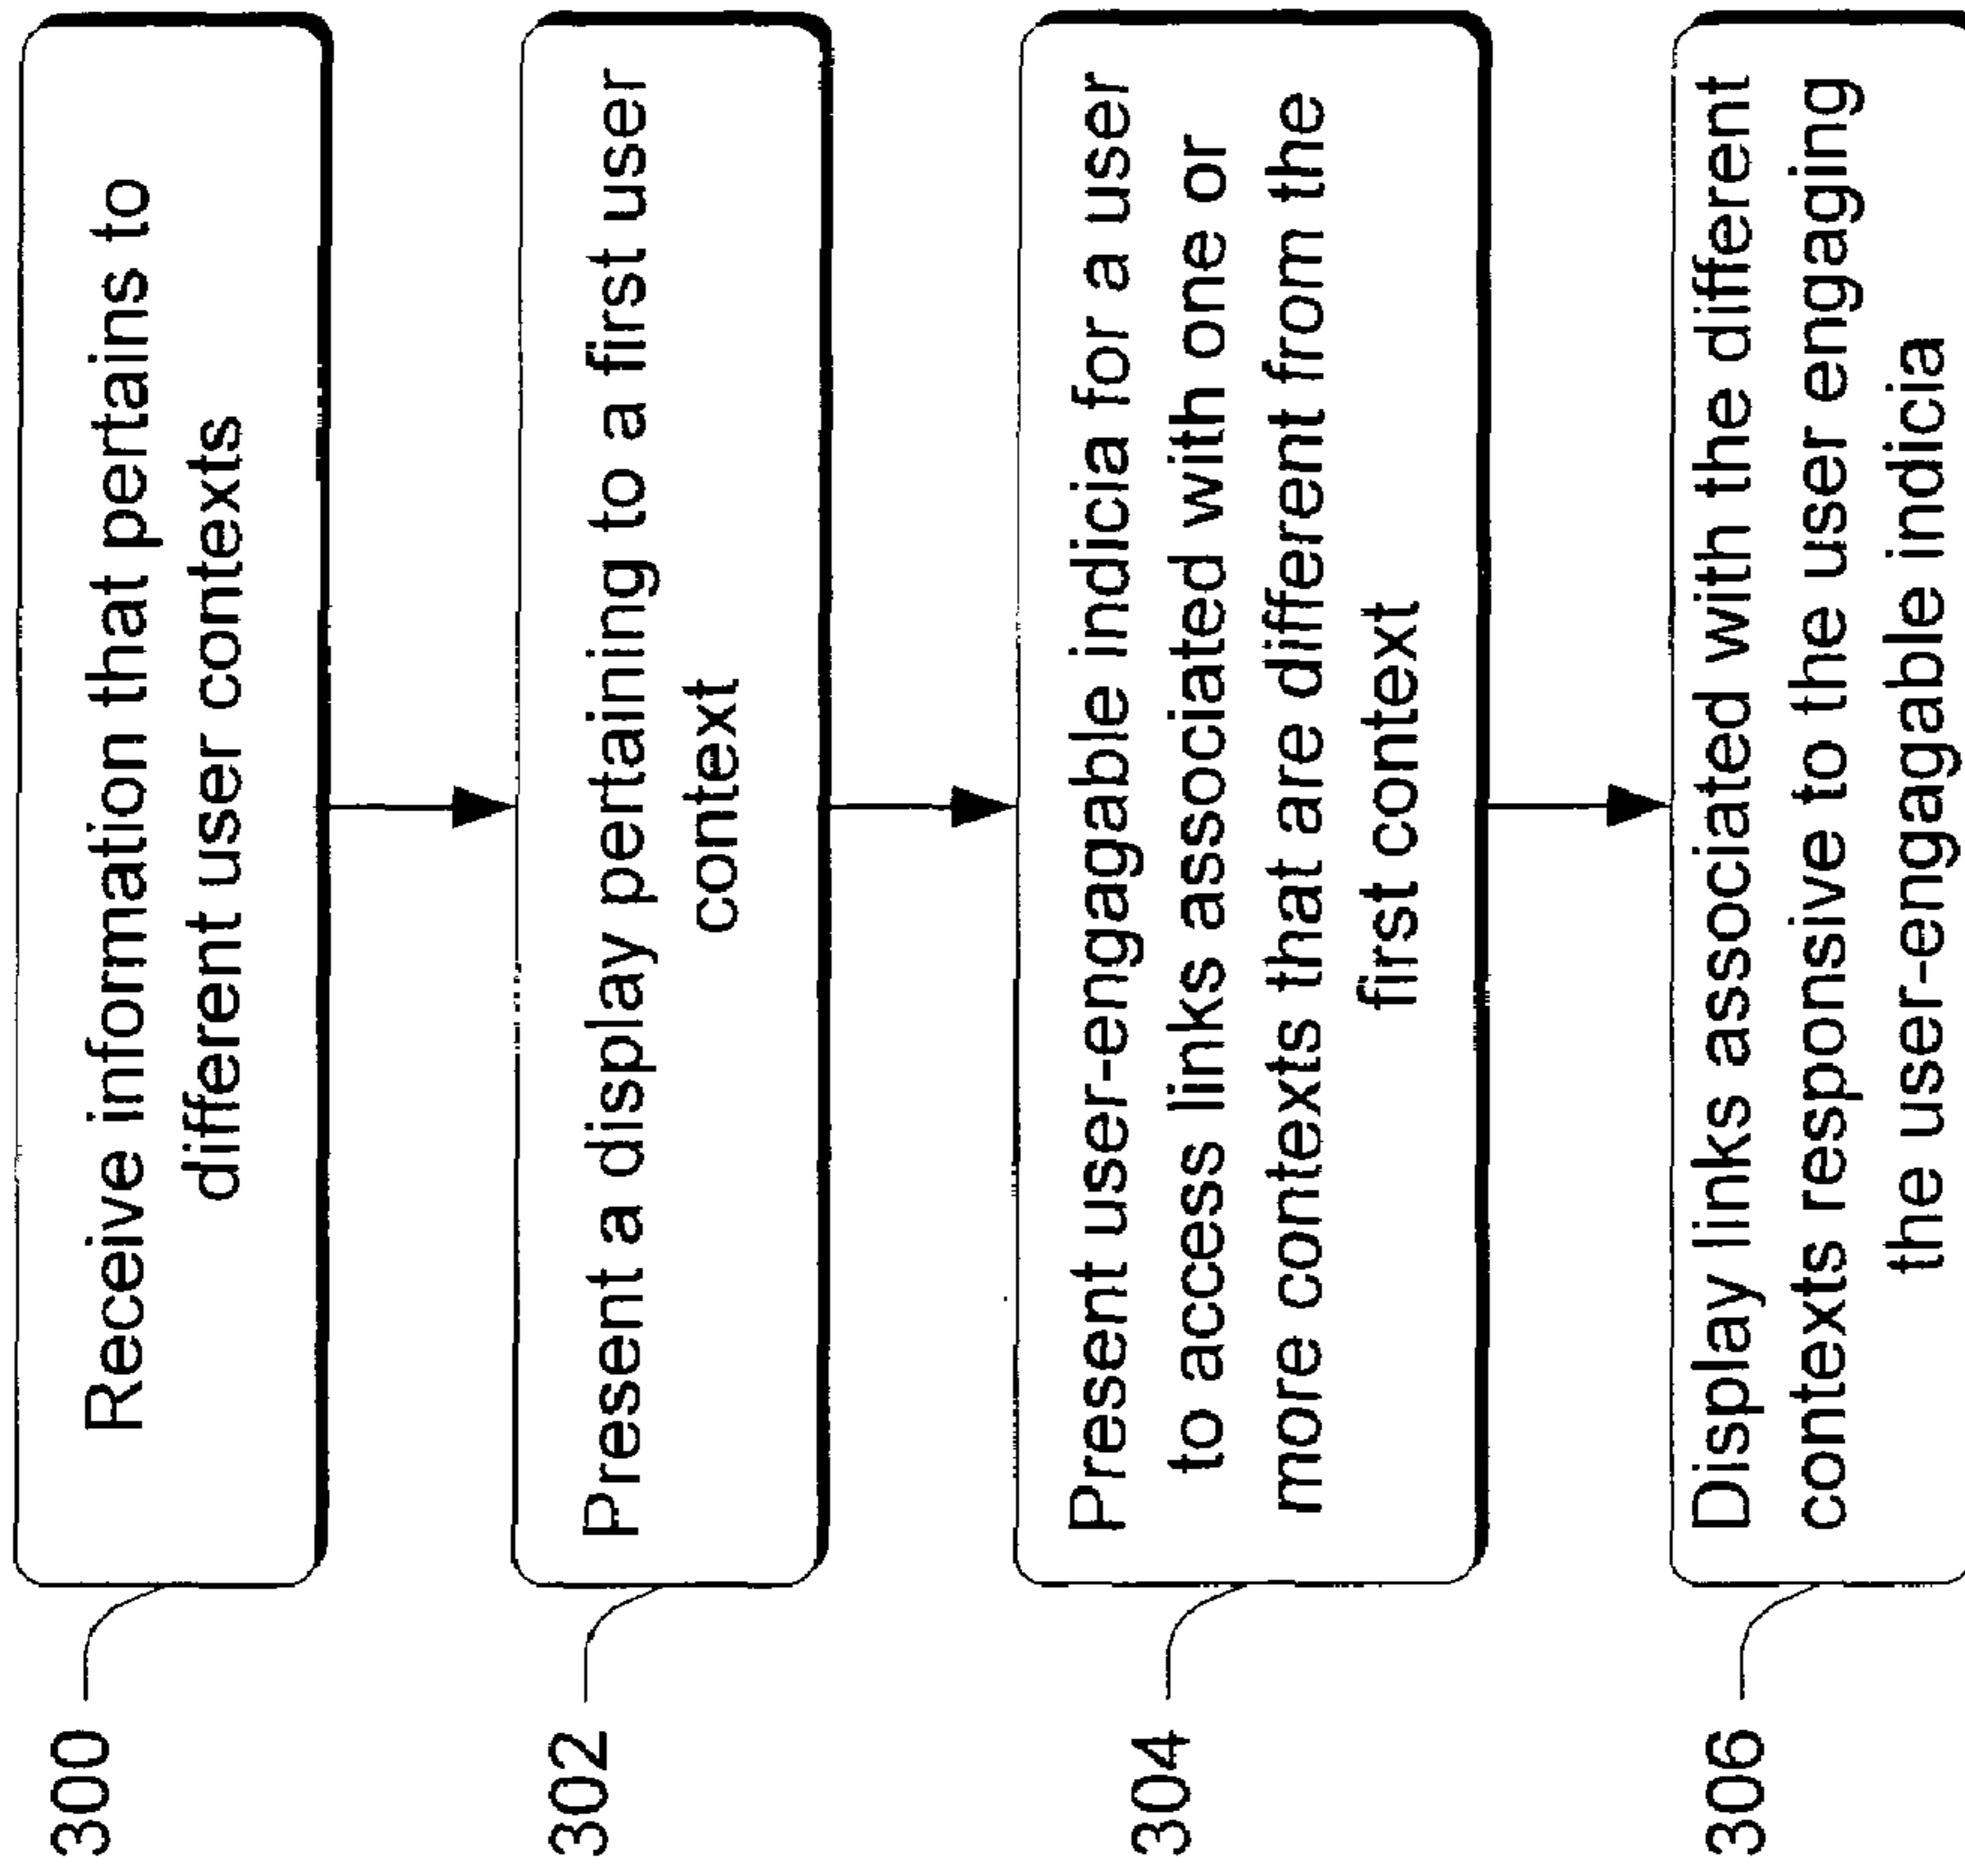 300
Receive information that pertains to
different user contexts
302
Present a display pertaining to a first user
context
304
Present user-engagable indicia for a user
to access links associated with one or
more contexts that are different from the
first context
306
Display links associated with the different
contexts responsive to the user engaging
the user-engagable indicia